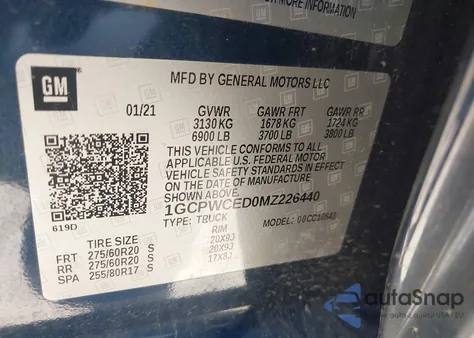 MORE INFORMATION
GM
MFD BY GENERAL MOTORS LLC
01/21 GVWR GAWR FRT GAWR RR
3130 KG 1678 KG 1724 KG
6900 LB 3700 LB 3800 LB
THIS VEHICLE CONFORMS TO ALL
APPLICABLE U.S. FEDERAL MOTOR
VEHICLE SAFETY STANDARDS IN EFFECT
ON THE DATE OF MANUFACTURE
SHOWN ABOVE.
1GCPWCED0MZ226440
TYPE: TRUCK MODEL:
619D
TIRE SIZE RIM
FRT 275/60R20 S 20X9J
RR 275/60R20 S 20X9J
SPA 255/80R17 S 17X8J
autoSnap